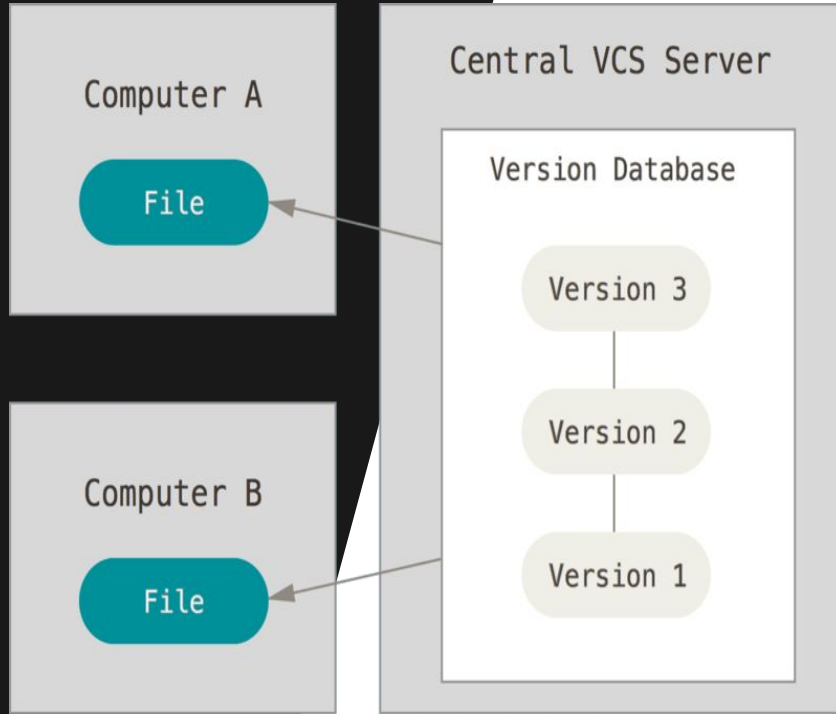 Computer A
File
Computer B
File
Central VCS Server
Version Database
Version 3
Version 2
Version 1